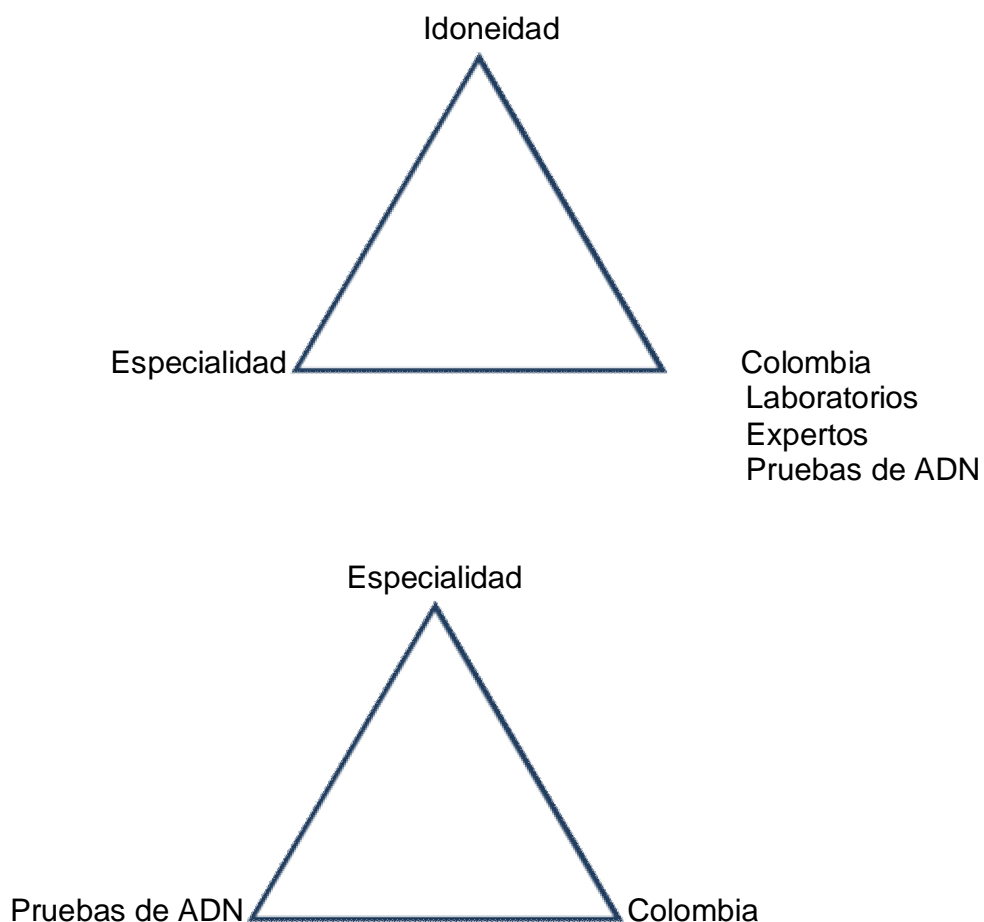 Idoneidad
Especialidad
Colombia
Laboratorios
Expertos
Pruebas de ADN
Especialidad
Pruebas de ADN
Colombia